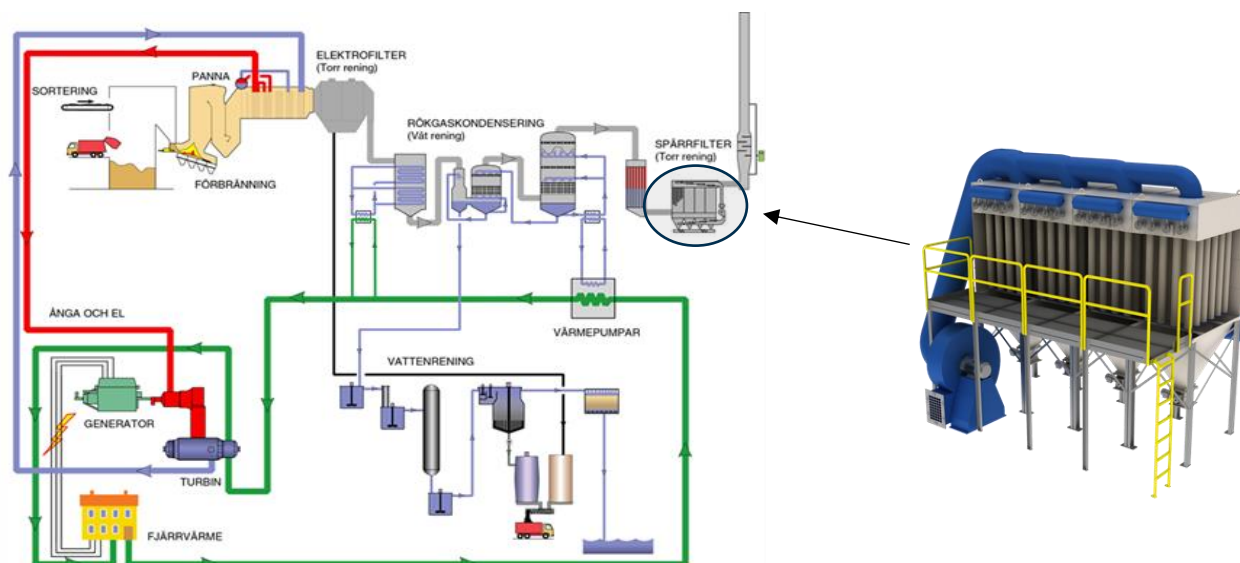 ELEKTROFILTER
(Torr rening)
PANNA
SORTERING
RÖKGASKONDENSERING
(Våt rening)
SPÄRRFILTER
(Torr rening)
FÖRBRÄNNING
ÅNGA OCH EL
VÄRMEPUMPAR
VATTENRENING
GENERATOR
TURBIN
FJÄRRVÄRME